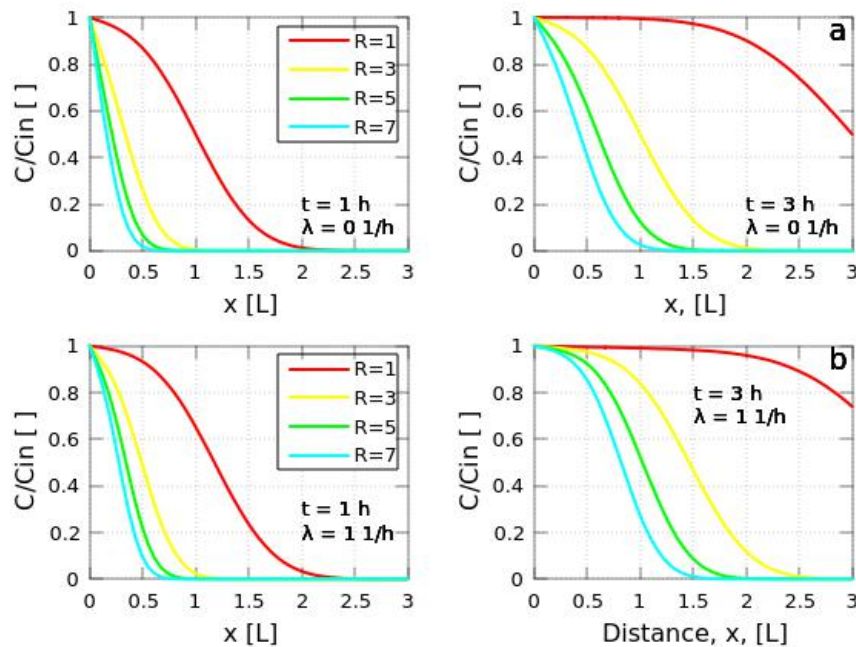 C/Cin [ ]
1
0.8
0.6
0.4
0.2
0
R=1
R=3
R=5
R=7
t = 1 h
λ = 0 1/h
0 0.5 1 1.5 2 2.5 3
x [L]
a
C/Cin [ ]
1
0.8
0.6
0.4
0.2
0
t = 3 h
λ = 0 1/h
0 0.5 1 1.5 2 2.5 3
x, [L]
C/Cin [ ]
1
0.8
0.6
0.4
0.2
0
R=1
R=3
R=5
R=7
t = 1 h
λ = 1 1/h
0 0.5 1 1.5 2 2.5 3
x [L]
b
C/Cin [ ]
1
0.8
0.6
0.4
0.2
0
t = 3 h
λ = 1 1/h
0 0.5 1 1.5 2 2.5 3
Distance, x, [L]